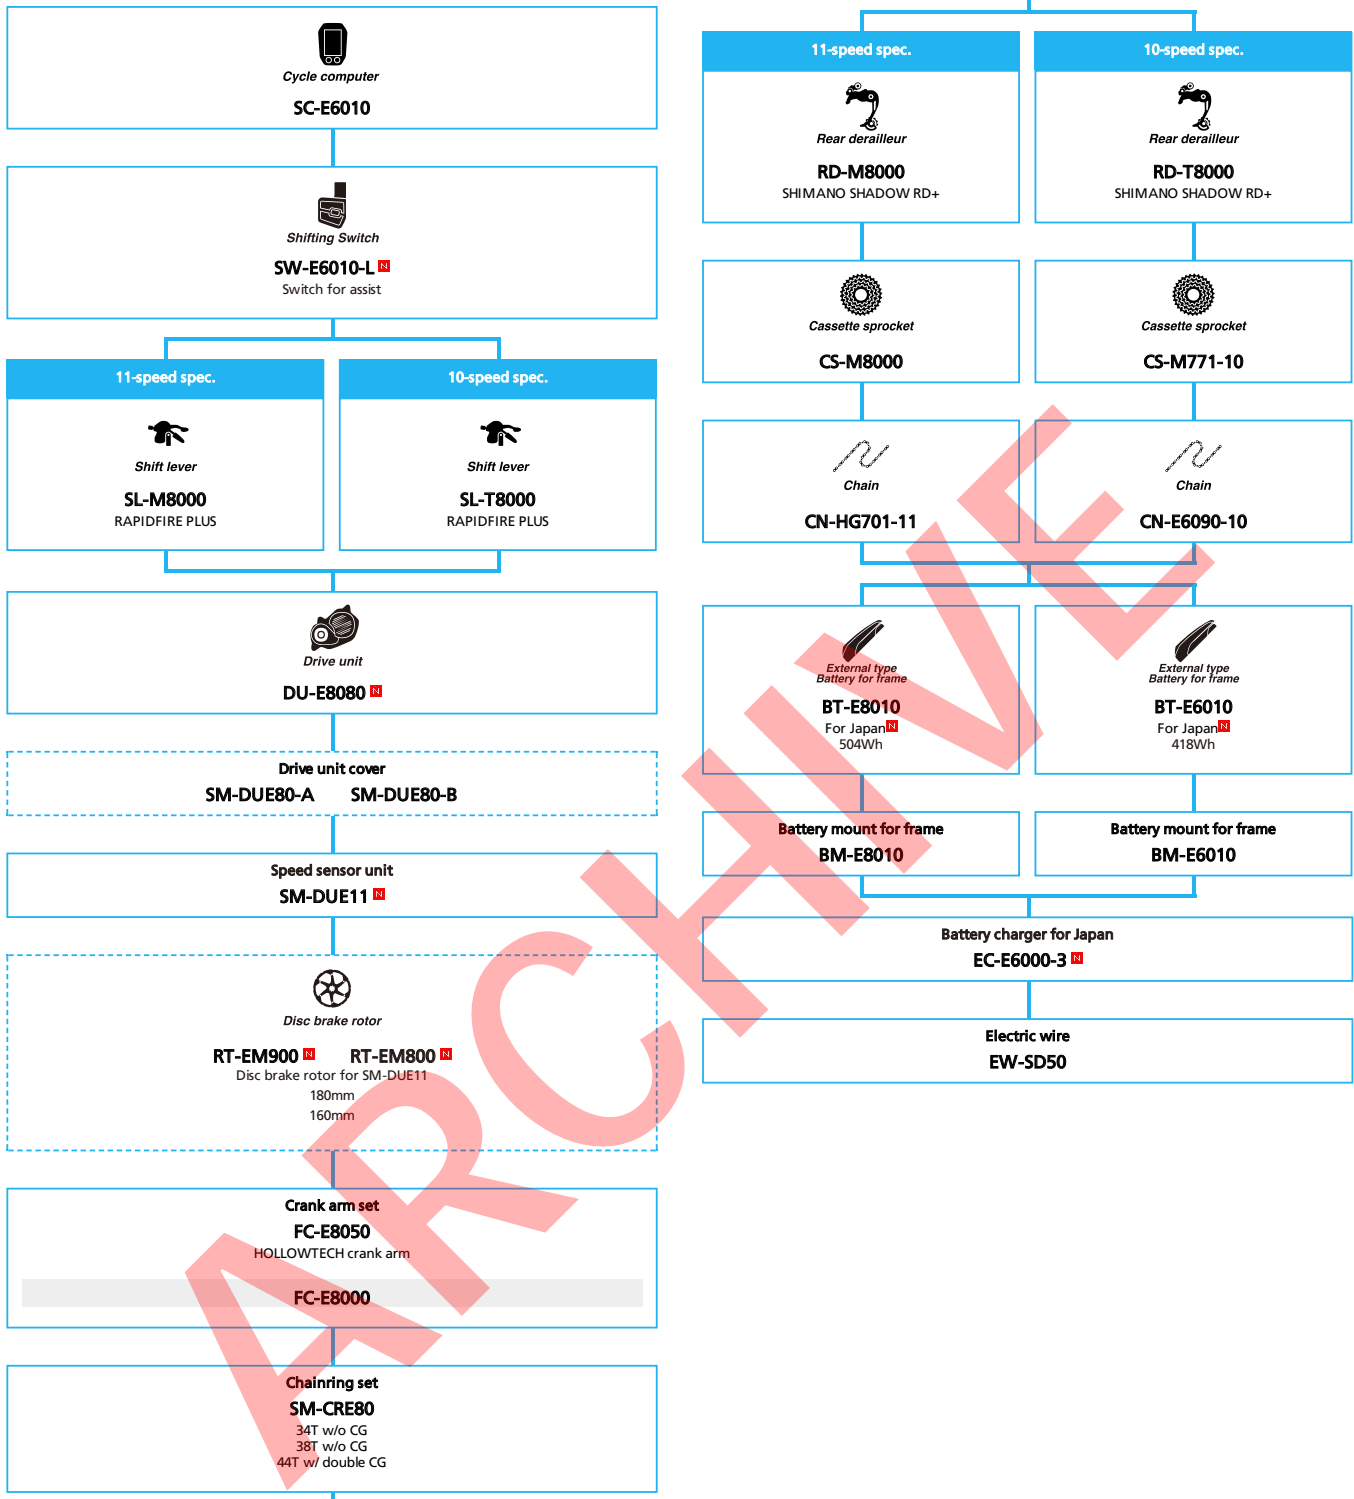 Cycle computer
SC-E6010
Shifting Switch
SW-E6010-L N
Switch for assist
11-speed spec.
Shift lever
SL-M8000
RAPIDFIRE PLUS
10-speed spec.
Shift lever
SL-T8000
RAPIDFIRE PLUS
Drive unit
DU-E8080 N
Drive unit cover
SM-DUE80-A SM-DUE80-B
Speed sensor unit
SM-DUE11 N
Disc brake rotor
RT-EM900 N RT-EM800 N
Disc brake rotor for SM-DUE11
180mm
160mm
Crank arm set
FC-E8050
HOLLOWTECH crank arm
FC-E8000
Chainring set
SM-CRE80
34T w/o CG
38T w/o CG
44T w/ double CG
11-speed spec.
Rear derailleur
RD-M8000
SHIMANO SHADOW RD+
10-speed spec.
Rear derailleur
RD-T8000
SHIMANO SHADOW RD+
Cassette sprocket
CS-M8000
Cassette sprocket
CS-M771-10
Chain
CN-HG701-11
Chain
CN-E6090-10
External type
Battery for frame
BT-E8010
For Japan N
504Wh
External type
Battery for frame
BT-E6010
For Japan N
418Wh
Battery mount for frame
BM-E8010
Battery mount for frame
BM-E6010
Battery charger for Japan
EC-E6000-3 N
Electric wire
EW-SD50
ARCHIVE